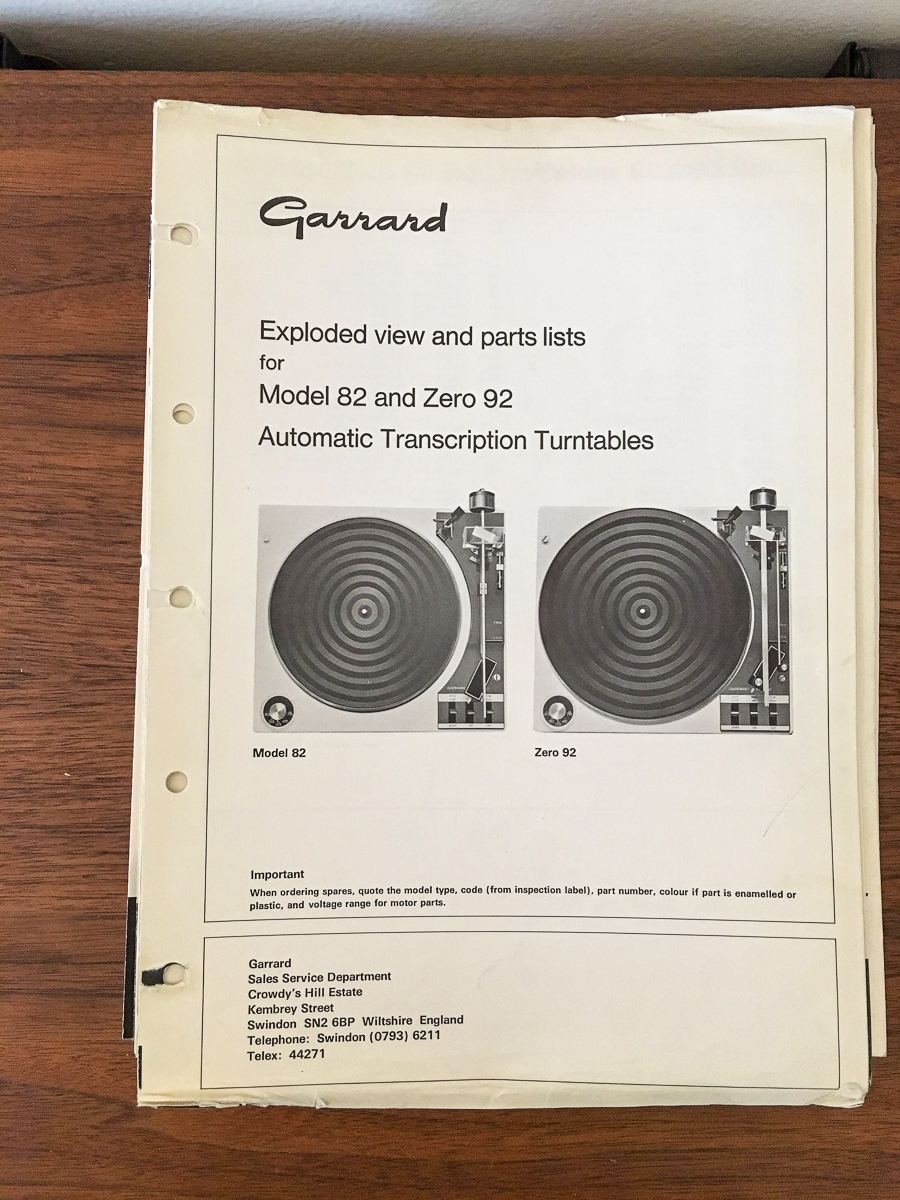 Garrard
Exploded view and parts lists
for
Model 82 and Zero 92
Automatic Transcription Turntables
Model 82
Zero 92
Important
When ordering spares, quote the model type, code (from inspection label), part number, colour if part is enamelled or
plastic, and voltage range for motor parts.
Garrard
Sales Service Department
Crowdy's Hill Estate
Kembrey Street
Swindon SN2 6BP Wiltshire England
Telephone: Swindon (0793) 6211
Telex: 44271